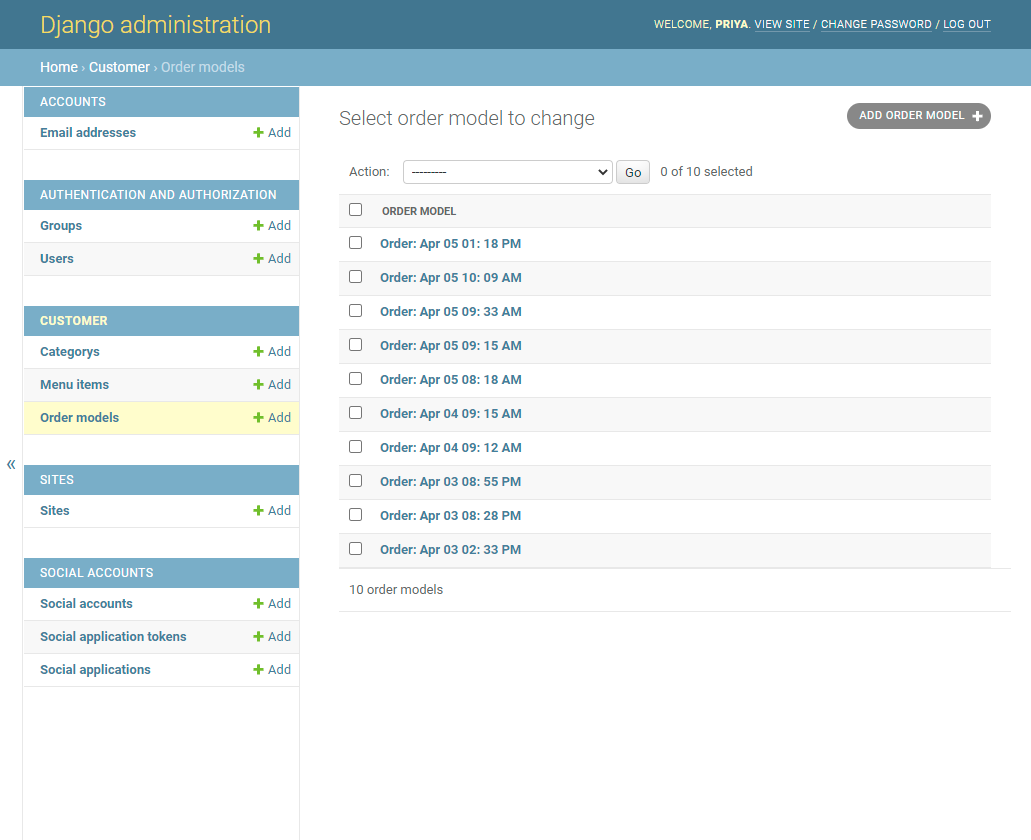 Django administration
WELCOME, PRIYA. VIEW SITE / CHANGE PASSWORD / LOG OUT
Home › Customer › Order models
ACCOUNTS
Email addresses + Add
AUTHENTICATION AND AUTHORIZATION
Groups + Add
Users + Add
CUSTOMER
Categorys + Add
Menu items + Add
Order models + Add
SITES
Sites + Add
SOCIAL ACCOUNTS
Social accounts + Add
Social application tokens + Add
Social applications + Add
«
Select order model to change
ADD ORDER MODEL +
Action: --------- Go 0 of 10 selected
ORDER MODEL
Order: Apr 05 01: 18 PM
Order: Apr 05 10: 09 AM
Order: Apr 05 09: 33 AM
Order: Apr 05 09: 15 AM
Order: Apr 05 08: 18 AM
Order: Apr 04 09: 15 AM
Order: Apr 04 09: 12 AM
Order: Apr 03 08: 55 PM
Order: Apr 03 08: 28 PM
Order: Apr 03 02: 33 PM
10 order models